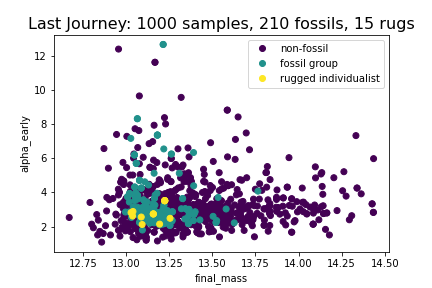 Last Journey: 1000 samples, 210 fossils, 15 rugs
non-fossil
fossil group
rugged individualist
alpha_early
12
10
8
6
4
2
12.75 13.00 13.25 13.50 13.75 14.00 14.25 14.50
final_mass